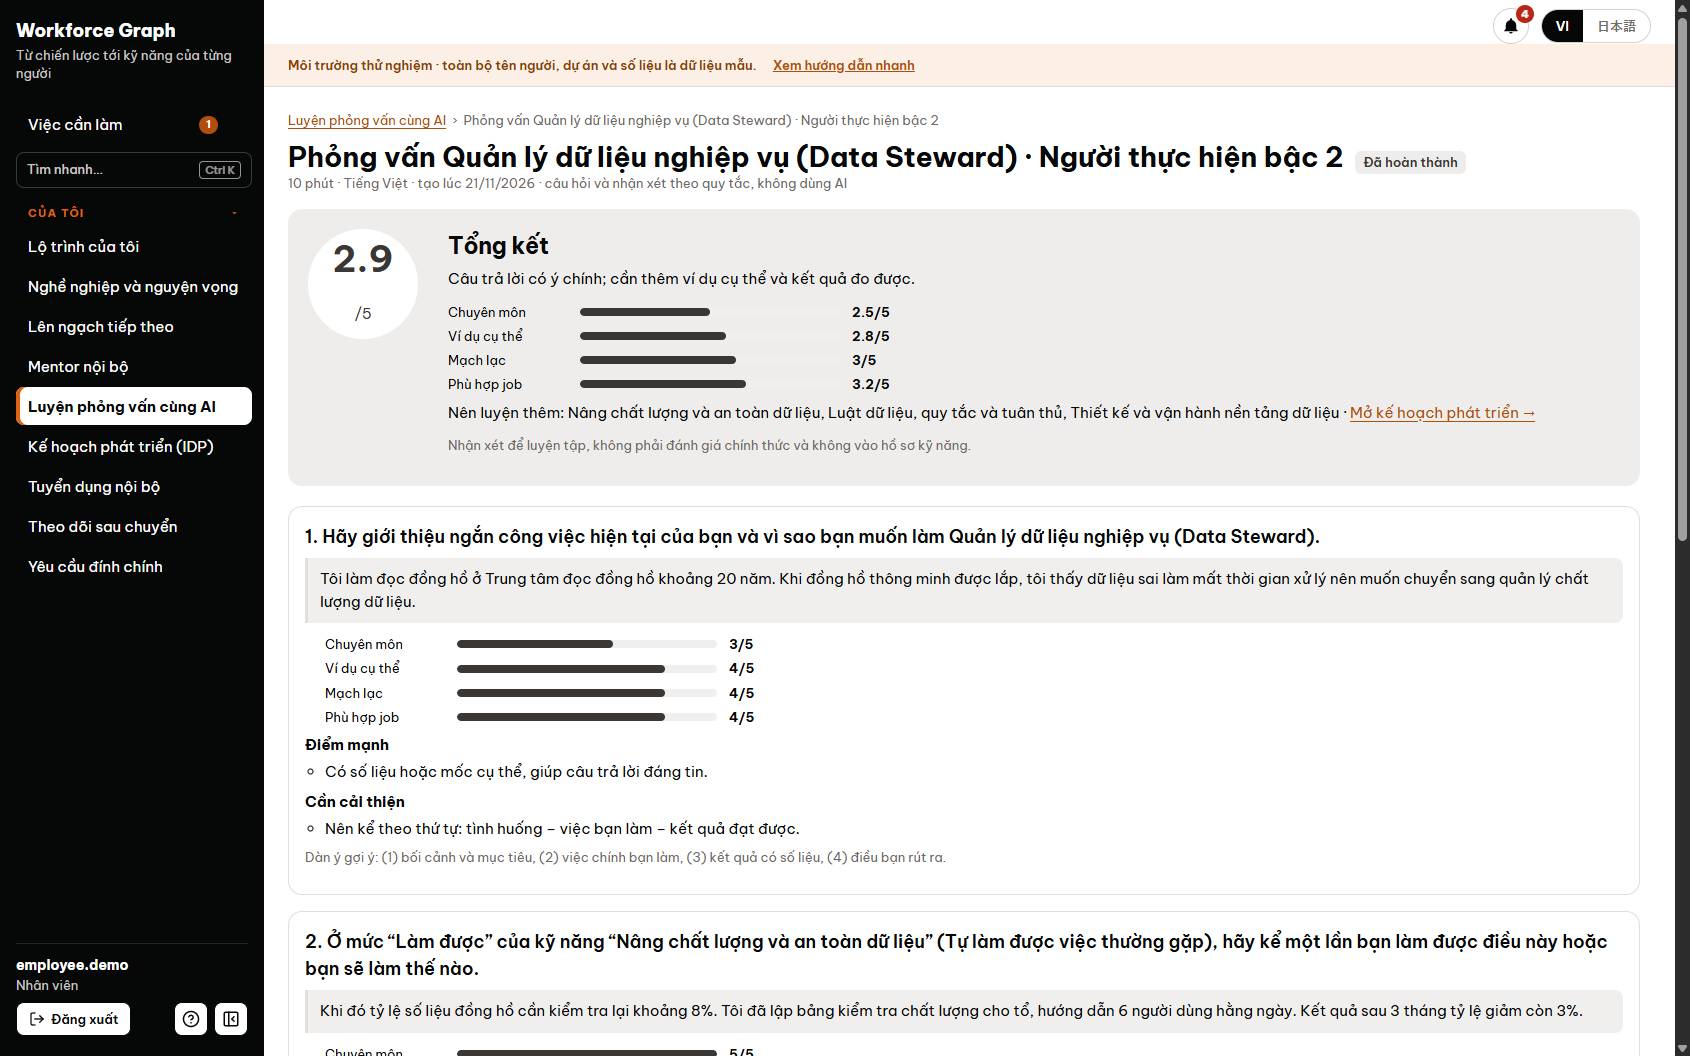 Workforce Graph
Từ chiến lược tới kỹ năng của từng
người
Việc cần làm 1
Tìm nhanh... Ctrl K
CỦA TÔI
Lộ trình của tôi
Nghề nghiệp và nguyện vọng
Lên ngạch tiếp theo
Mentor nội bộ
Luyện phỏng vấn cùng AI
Kế hoạch phát triển (IDP)
Tuyển dụng nội bộ
Theo dõi sau chuyển
Yêu cầu đính chính
employee.demo
Nhân viên
Đăng xuất
4
VI 日本語
Môi trường thử nghiệm · toàn bộ tên người, dự án và số liệu là dữ liệu mẫu. Xem hướng dẫn nhanh
Luyện phỏng vấn cùng AI › Phỏng vấn Quản lý dữ liệu nghiệp vụ (Data Steward) · Người thực hiện bậc 2
Phỏng vấn Quản lý dữ liệu nghiệp vụ (Data Steward) · Người thực hiện bậc 2 Đã hoàn thành
10 phút · Tiếng Việt · tạo lúc 21/11/2026 · câu hỏi và nhận xét theo quy tắc, không dùng AI
2.9
/5
Tổng kết
Câu trả lời có ý chính; cần thêm ví dụ cụ thể và kết quả đo được.
Chuyên môn 2.5/5
Ví dụ cụ thể 2.8/5
Mạch lạc 3/5
Phù hợp job 3.2/5
Nên luyện thêm: Nâng chất lượng và an toàn dữ liệu, Luật dữ liệu, quy tắc và tuân thủ, Thiết kế và vận hành nền tảng dữ liệu · Mở kế hoạch phát triển →
Nhận xét để luyện tập, không phải đánh giá chính thức và không vào hồ sơ kỹ năng.
1. Hãy giới thiệu ngắn công việc hiện tại của bạn và vì sao bạn muốn làm Quản lý dữ liệu nghiệp vụ (Data Steward).
Tôi làm đọc đồng hồ ở Trung tâm đọc đồng hồ khoảng 20 năm. Khi đồng hồ thông minh được lắp, tôi thấy dữ liệu sai làm mất thời gian xử lý nên muốn chuyển sang quản lý chất
lượng dữ liệu.
Chuyên môn 3/5
Ví dụ cụ thể 4/5
Mạch lạc 4/5
Phù hợp job 4/5
Điểm mạnh
Có số liệu hoặc mốc cụ thể, giúp câu trả lời đáng tin.
Cần cải thiện
Nên kể theo thứ tự: tình huống – việc bạn làm – kết quả đạt được.
Dàn ý gợi ý: (1) bối cảnh và mục tiêu, (2) việc chính bạn làm, (3) kết quả có số liệu, (4) điều bạn rút ra.
2. Ở mức “Làm được” của kỹ năng “Nâng chất lượng và an toàn dữ liệu” (Tự làm được việc thường gặp), hãy kể một lần bạn làm được điều này hoặc
bạn sẽ làm thế nào.
Khi đó tỷ lệ số liệu đồng hồ cần kiểm tra lại khoảng 8%. Tôi đã lập bảng kiểm tra chất lượng cho tổ, hướng dẫn 6 người dùng hằng ngày. Kết quả sau 3 tháng tỷ lệ giảm còn 3%.
Chuyên môn 5/5